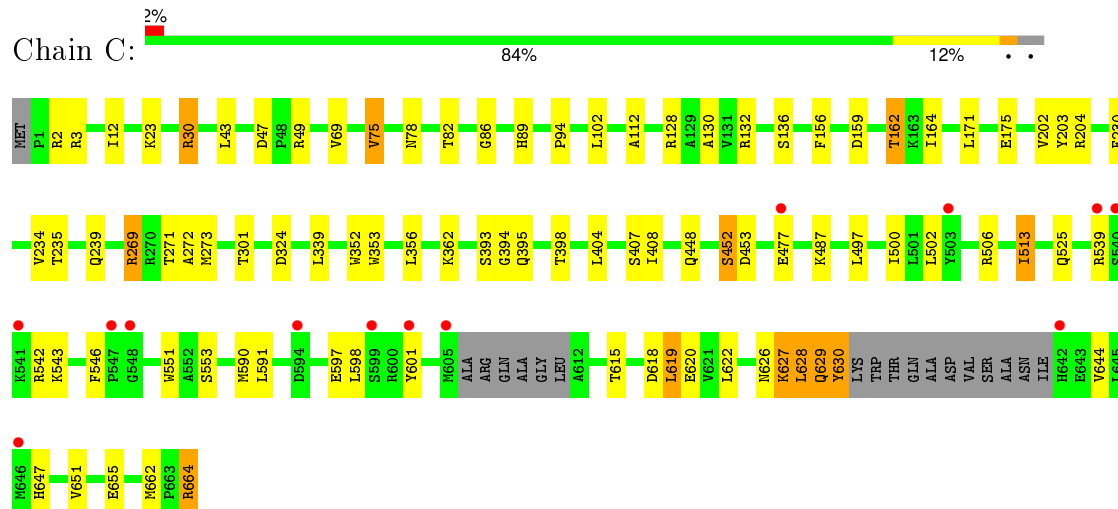 2%
Chain C:
84% 12% • •
MET P1 R2 R3 I12 K23 R30 L43 D47 P48 R49 V69 V75 N78 T82 G86 H89 P94 L102 A112 R128 A129 A130 V131 R132 S136 F156 D159 T162 K163 I164 L171 E175 V202 Y203 R204
V234 T235 Q239 R269 R270 T271 A272 M273 T301 D324 L339 W352 W353 L356 K362 S393 G394 Q395 T398 L404 S407 I408 Q448 S452 D453 E477 K487 L497 I500 L501 L502 Y503 R506 I513 Q525 R539 S540
K541 R542 K543 F546 P547 G548 W551 A552 S553 M590 L591 D594 E597 L598 S599 R600 Y601 M605 ALA ARG GLN ALA GLY LEU A612 T615 D618 L619 E620 V621 L622 N626 K627 L628 Q629 Y630 LYS TRP THR GLN ALA ASP VAL SER ALA ASN ILE H642 E643 V644 L645
M646 H647 V651 E655 M662 P663 R664